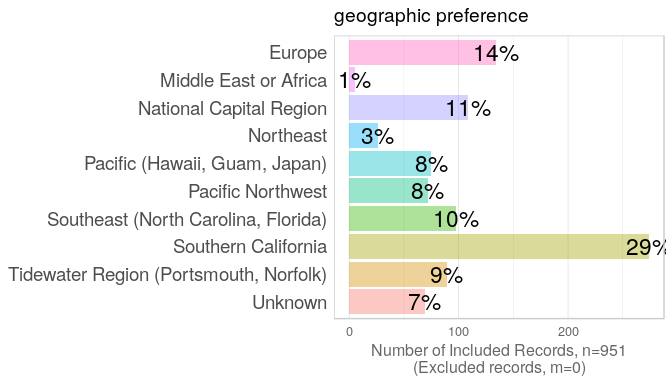 geographic preference
Europe 14%
Middle East or Africa 1%
National Capital Region 11%
Northeast 3%
Pacific (Hawaii, Guam, Japan) 8%
Pacific Northwest 8%
Southeast (North Carolina, Florida) 10%
Southern California 29%
Tidewater Region (Portsmouth, Norfolk) 9%
Unknown 7%
0 100 200
Number of Included Records, n=951
(Excluded records, m=0)